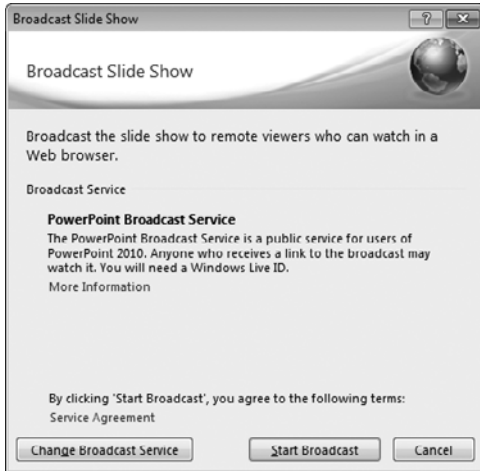 Broadcast Slide Show
Broadcast Slide Show
Broadcast the slide show to remote viewers who can watch in a
Web browser.
Broadcast Service
PowerPoint Broadcast Service
The PowerPoint Broadcast Service is a public service for users of
PowerPoint 2010. Anyone who receives a link to the broadcast may
watch it. You will need a Windows Live ID.
More Information
By clicking 'Start Broadcast', you agree to the following terms:
Service Agreement
Change Broadcast Service Start Broadcast Cancel